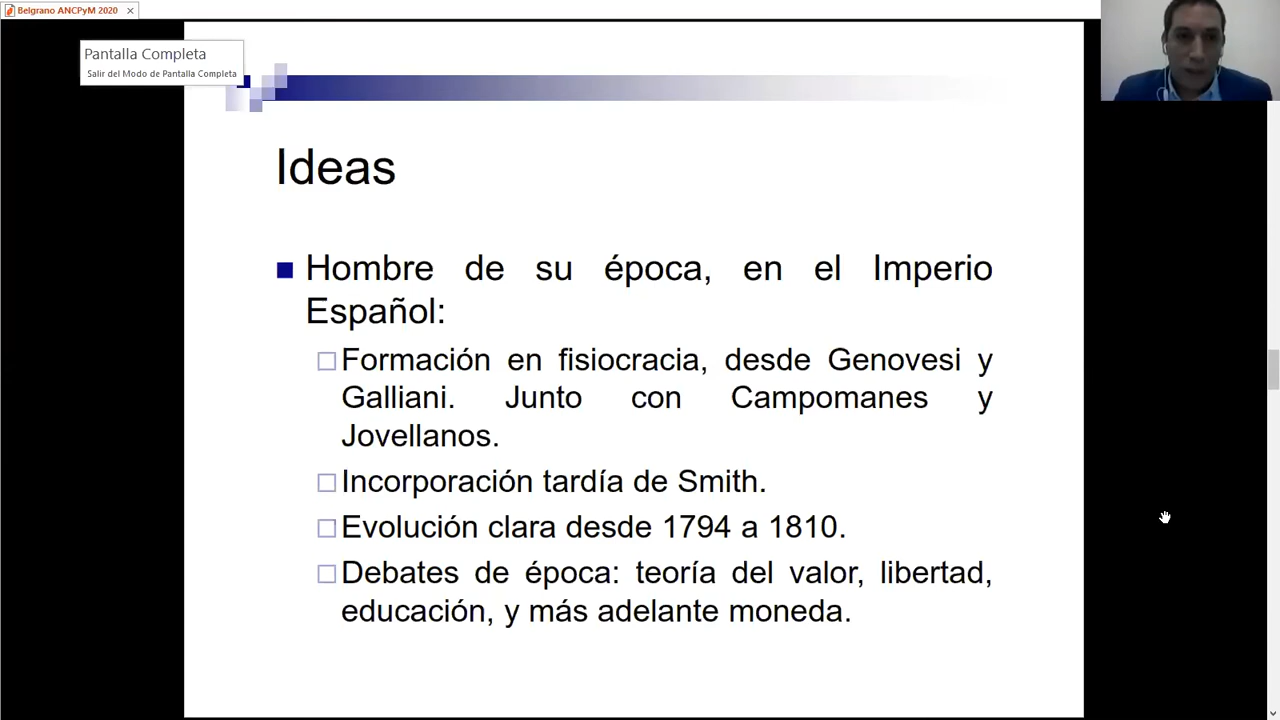 Belgrano ANCPyM 2020
Pantalla Completa
Salir del Modo de Pantalla Completa
Ideas
Hombre de su época, en el Imperio
Español:
Formación en fisiocracia, desde Genovesi y
Galliani. Junto con Campomanes y
Jovellanos.
Incorporación tardía de Smith.
Evolución clara desde 1794 a 1810.
Debates de época: teoría del valor, libertad,
educación, y más adelante moneda.